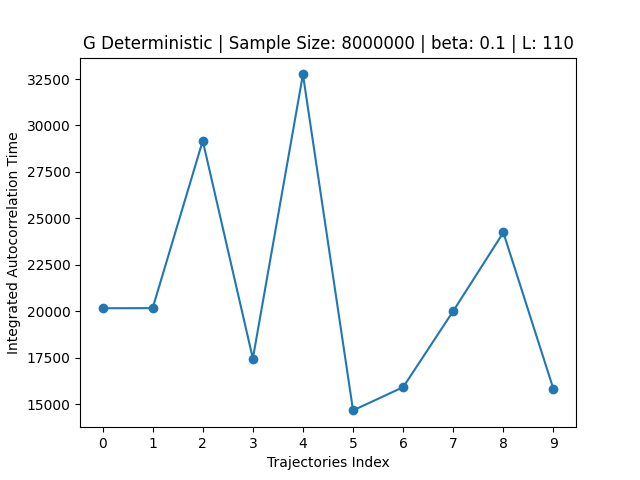 G Deterministic | Sample Size: 8000000 | beta: 0.1 | L: 110
Integrated Autocorrelation Time
32500
30000
27500
25000
22500
20000
17500
15000
0 1 2 3 4 5 6 7 8 9
Trajectories Index